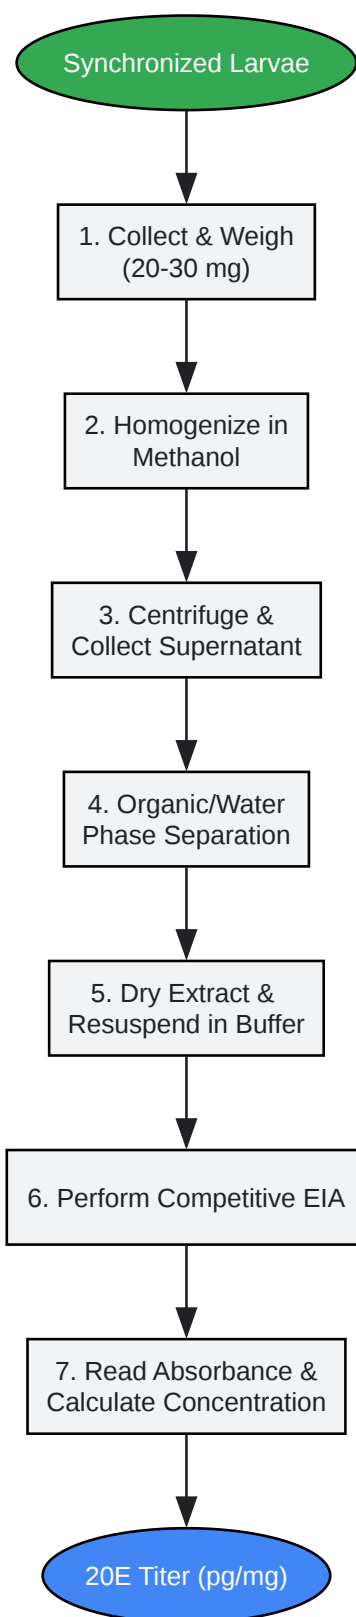 Synchronized Larvae
1. Collect & Weigh
(20-30 mg)
2. Homogenize in
Methanol
3. Centrifuge &
Collect Supernatant
4. Organic/Water
Phase Separation
5. Dry Extract &
Resuspend in Buffer
6. Perform Competitive EIA
7. Read Absorbance &
Calculate Concentration
20E Titer (pg/mg)